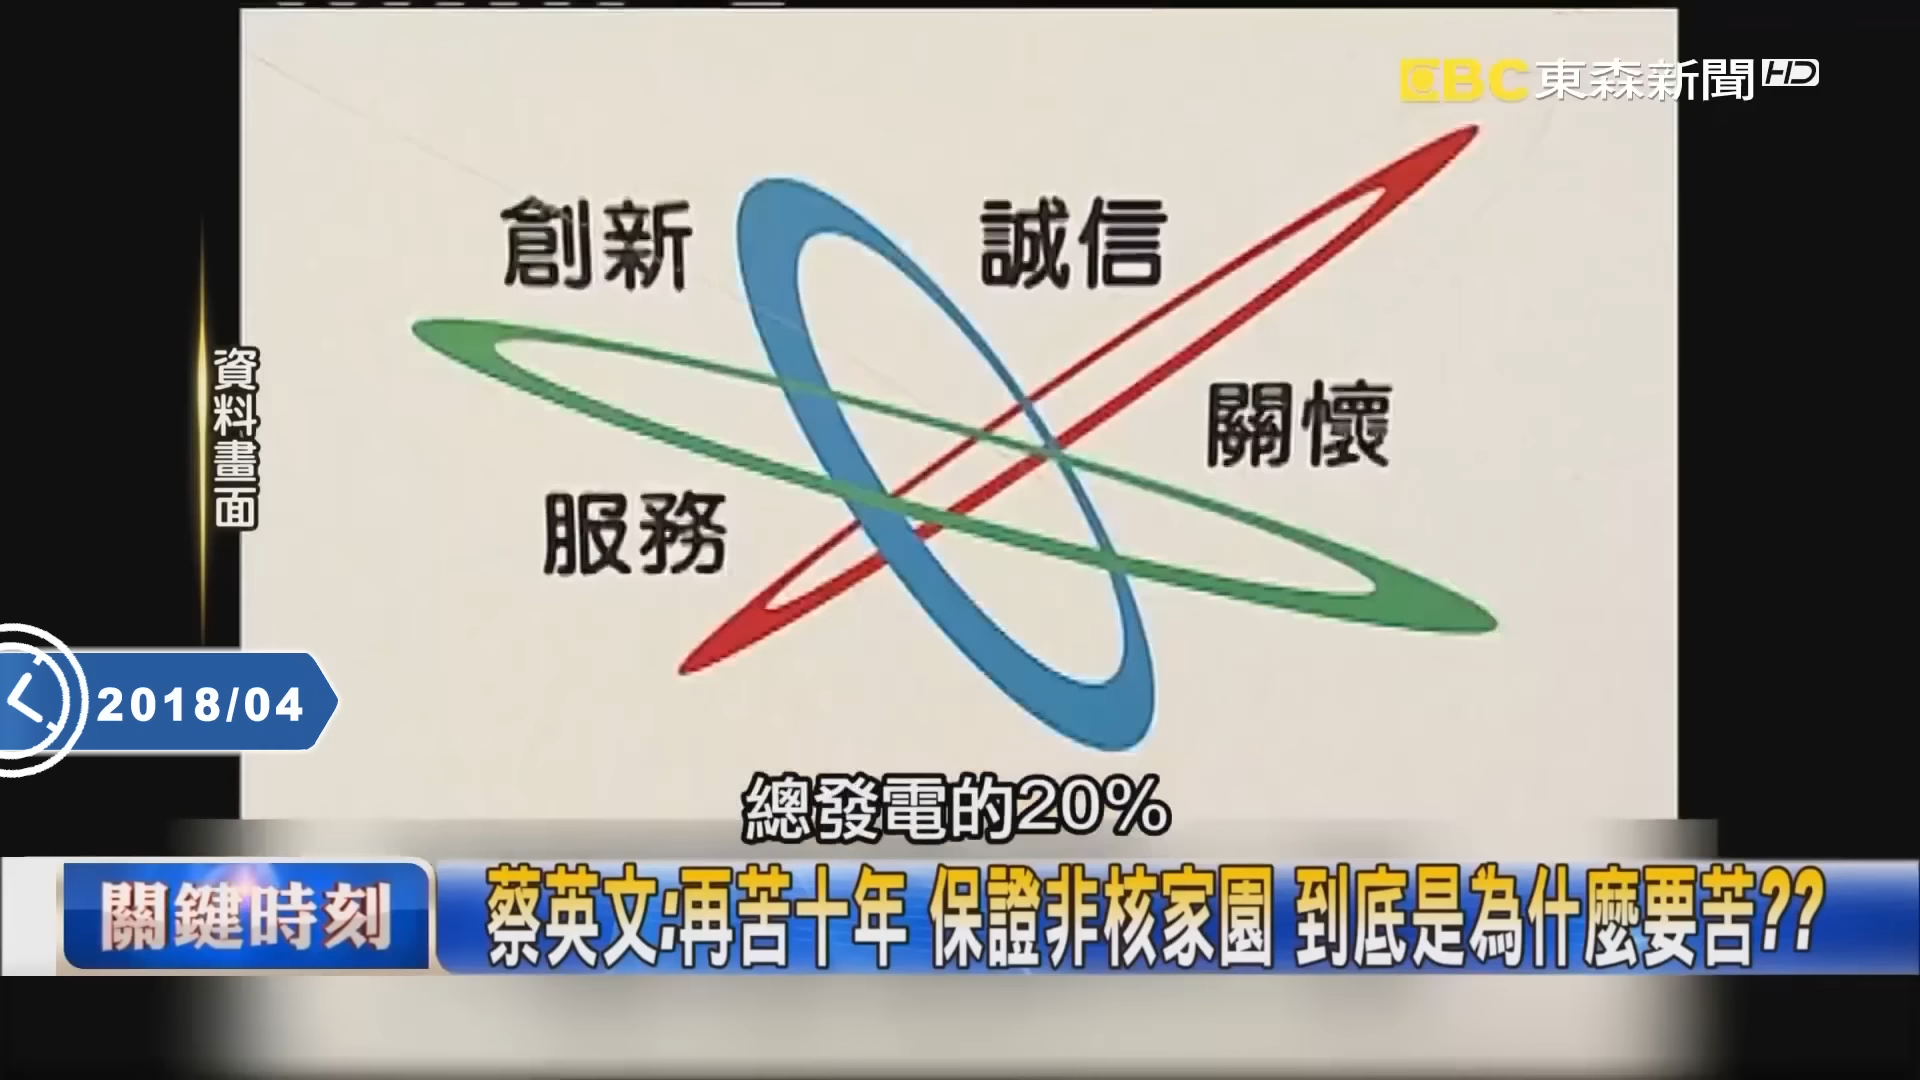 EBC東森新聞HD
創新
誠信
關懷
服務
資料畫面
2018/04
總發電的20%
關鍵時刻
蔡英文:再苦十年 保證非核家園 到底是為什麼要苦??